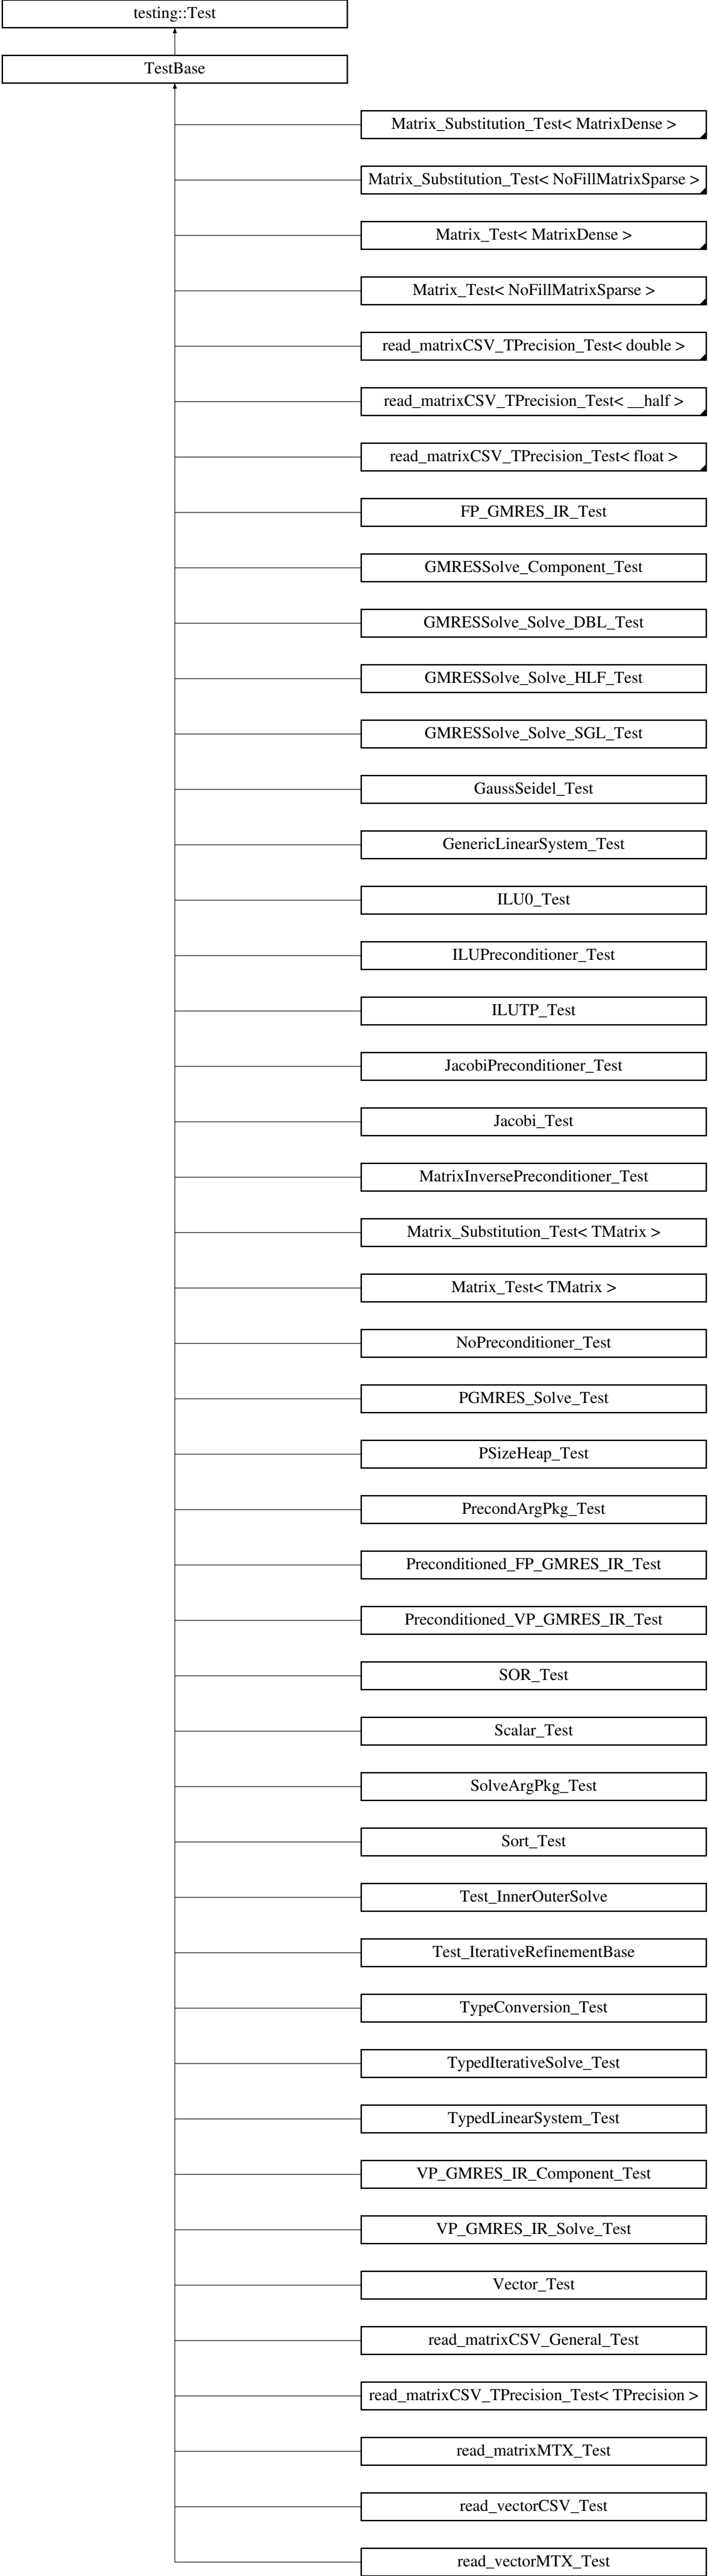 testing::Test
TestBase
Matrix_Substitution_Test< MatrixDense >
Matrix_Substitution_Test< NoFillMatrixSparse >
Matrix_Test< MatrixDense >
Matrix_Test< NoFillMatrixSparse >
read_matrixCSV_TPrecision_Test< double >
read_matrixCSV_TPrecision_Test< __half >
read_matrixCSV_TPrecision_Test< float >
FP_GMRES_IR_Test
GMRESSolve_Component_Test
GMRESSolve_Solve_DBL_Test
GMRESSolve_Solve_HLF_Test
GMRESSolve_Solve_SGL_Test
GaussSeidel_Test
GenericLinearSystem_Test
ILU0_Test
ILUPreconditioner_Test
ILUTP_Test
JacobiPreconditioner_Test
Jacobi_Test
MatrixInversePreconditioner_Test
Matrix_Substitution_Test< TMatrix >
Matrix_Test< TMatrix >
NoPreconditioner_Test
PGMRES_Solve_Test
PSizeHeap_Test
PrecondArgPkg_Test
Preconditioned_FP_GMRES_IR_Test
Preconditioned_VP_GMRES_IR_Test
SOR_Test
Scalar_Test
SolveArgPkg_Test
Sort_Test
Test_InnerOuterSolve
Test_IterativeRefinementBase
TypeConversion_Test
TypedIterativeSolve_Test
TypedLinearSystem_Test
VP_GMRES_IR_Component_Test
VP_GMRES_IR_Solve_Test
Vector_Test
read_matrixCSV_General_Test
read_matrixCSV_TPrecision_Test< TPrecision >
read_matrixMTX_Test
read_vectorCSV_Test
read_vectorMTX_Test